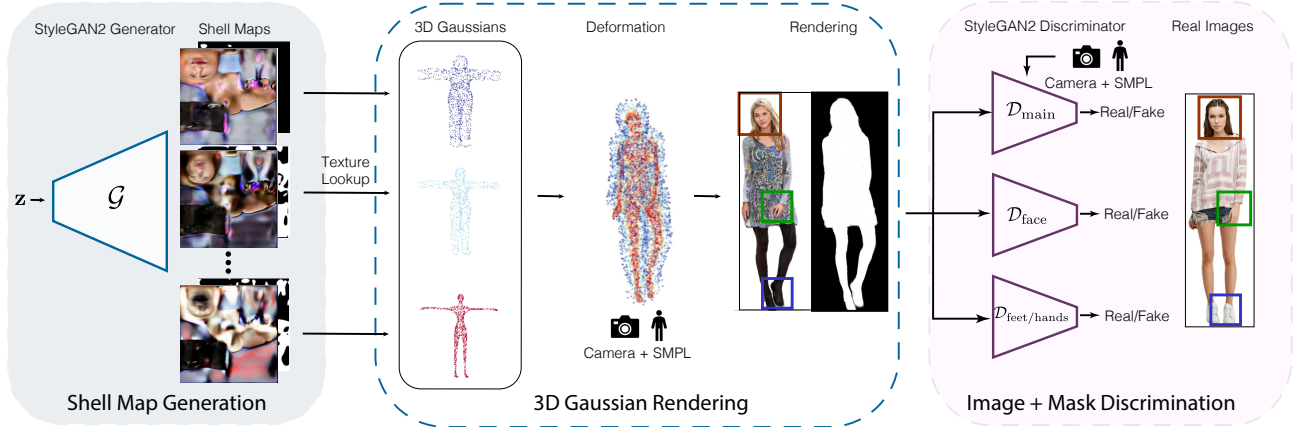 StyleGAN2 Generator
Shell Maps
z
𝒢
Texture
Lookup
Shell Map Generation
3D Gaussians
Deformation
Rendering
Camera + SMPL
3D Gaussian Rendering
StyleGAN2 Discriminator
Real Images
Camera + SMPL
𝒟main
Real/Fake
𝒟face
Real/Fake
𝒟feet/hands
Real/Fake
Image + Mask Discrimination